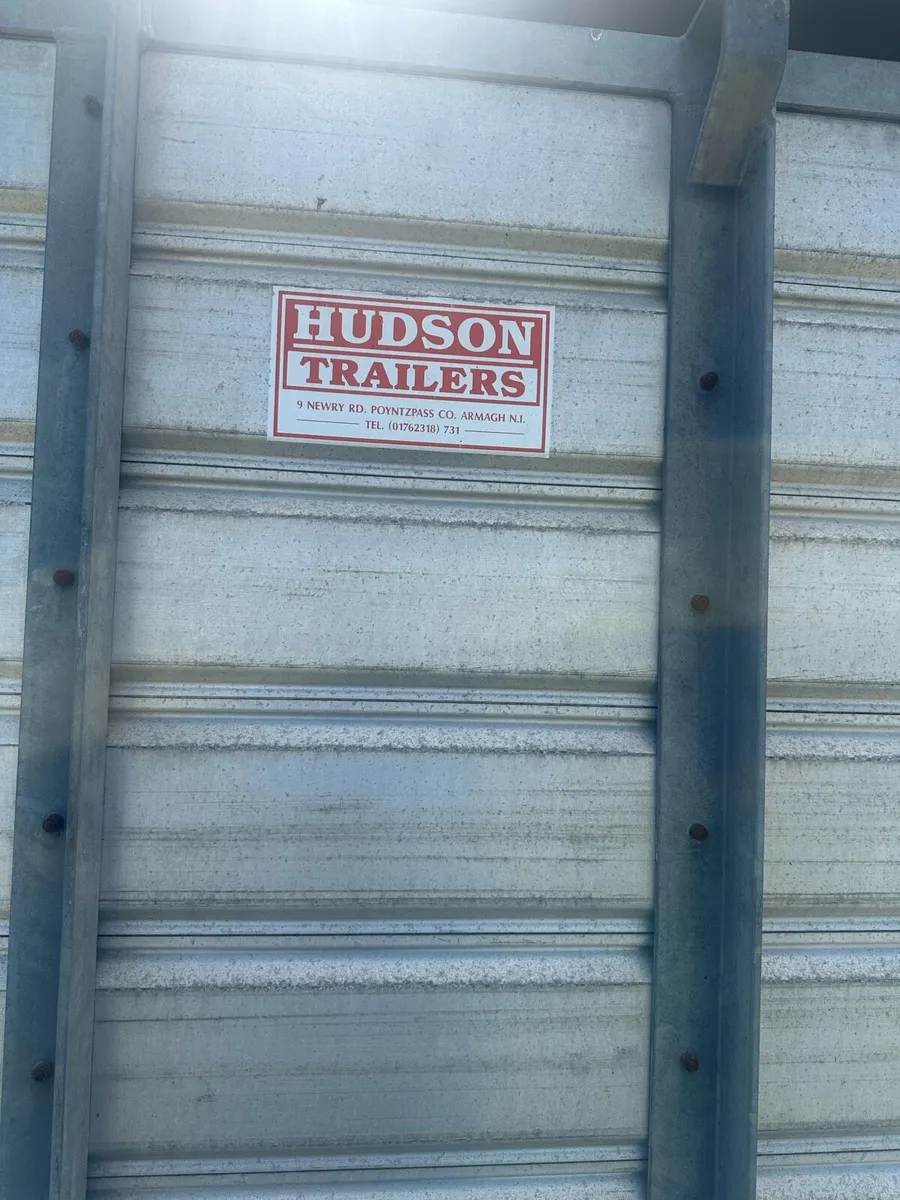 HUDSON
TRAILERS
9 NEWRY RD. POYNTZPASS CO. ARMAGH N.I.
TEL. (01762318) 731